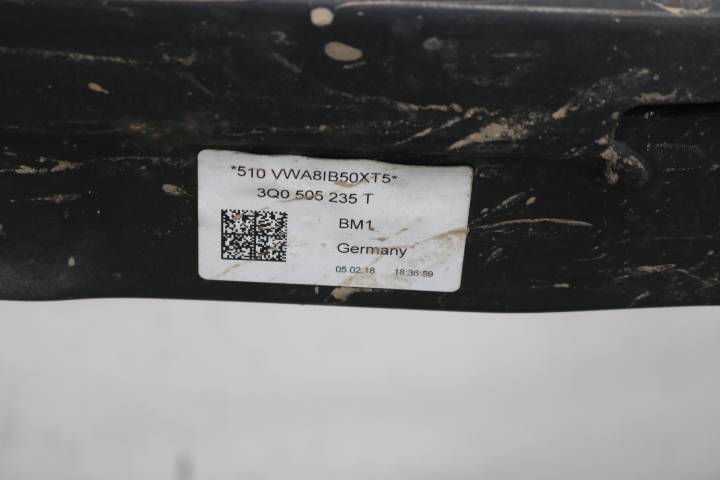 *510 VWA8IB50XT5*
3Q0 505 235 T
BM1
Germany
05.02.18 18:36:59